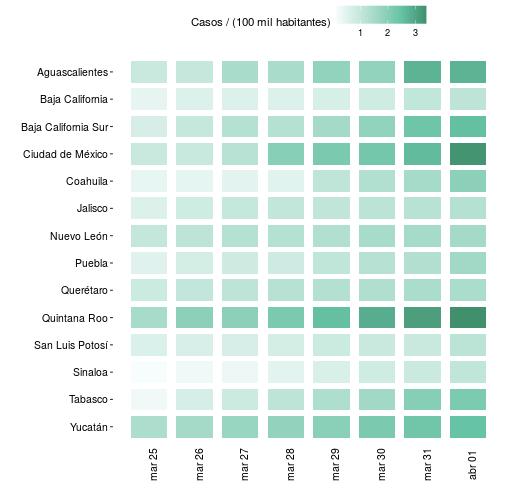 Casos / (100 mil habitantes)
1 2 3
Aguascalientes
Baja California
Baja California Sur
Ciudad de México
Coahuila
Jalisco
Nuevo León
Puebla
Querétaro
Quintana Roo
San Luis Potosí
Sinaloa
Tabasco
Yucatán
mar 25
mar 26
mar 27
mar 28
mar 29
mar 30
mar 31
abr 01